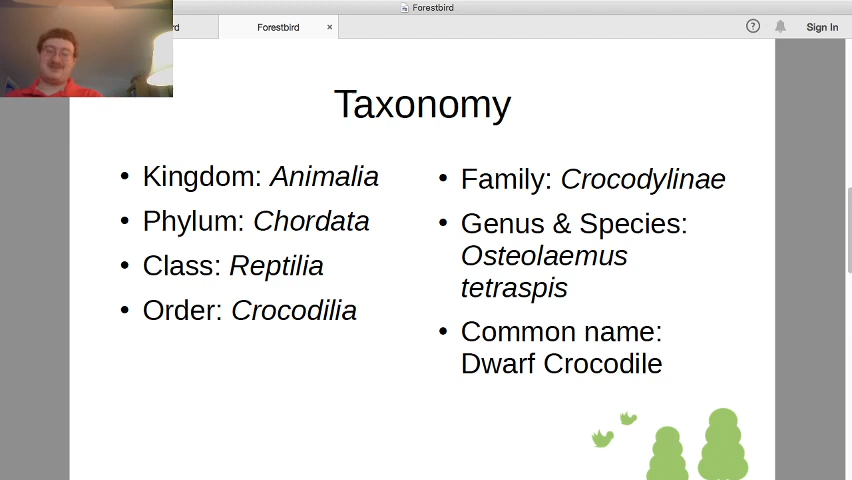 Forestbird
rd
Forestbird ×
? Sign In
Taxonomy
• Kingdom: Animalia
• Phylum: Chordata
• Class: Reptilia
• Order: Crocodilia
• Family: Crocodylinae
• Genus & Species:
Osteolaemus
tetraspis
• Common name:
Dwarf Crocodile